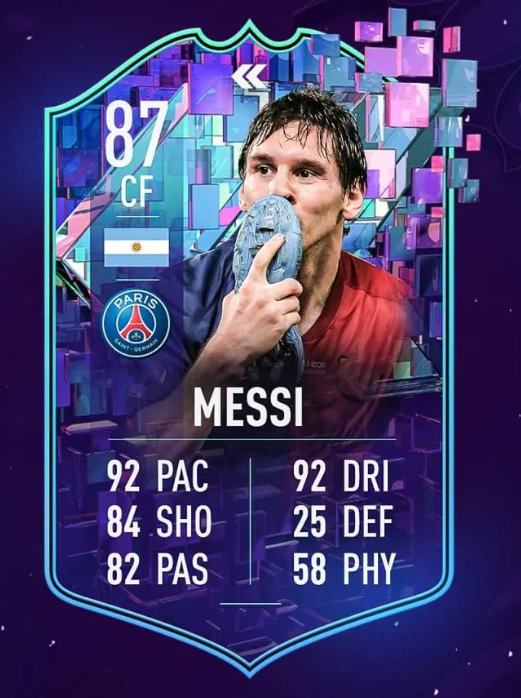 87
CF
PARIS
SAINT-GERMAIN
MESSI
92 PAC
84 SHO
82 PAS
92 DRI
25 DEF
58 PHY